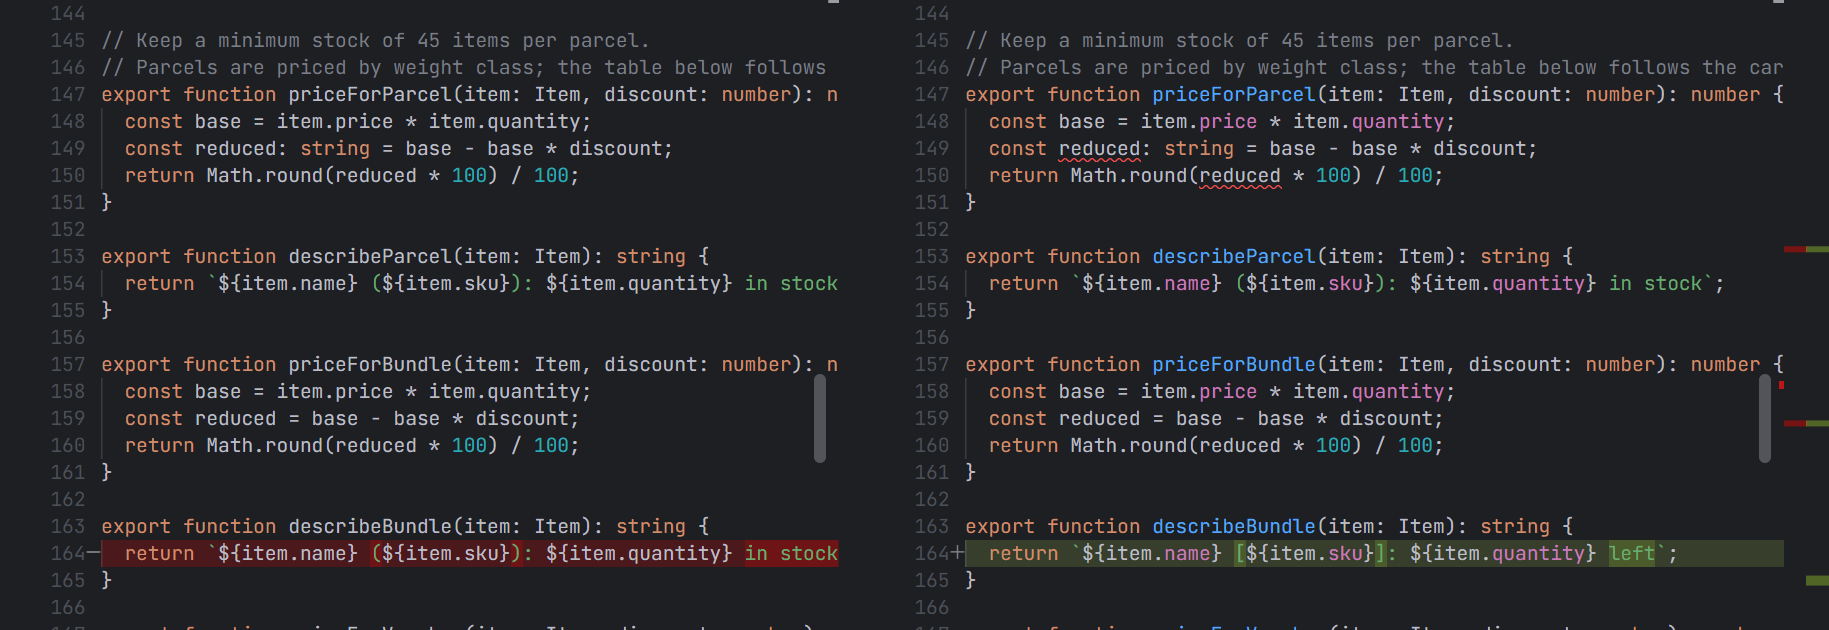 144
145 // Keep a minimum stock of 45 items per parcel.
146 // Parcels are priced by weight class; the table below follows
147 export function priceForParcel(item: Item, discount: number): n
148 const base = item.price * item.quantity;
149 const reduced: string = base - base * discount;
150 return Math.round(reduced * 100) / 100;
151 }
152
153 export function describeParcel(item: Item): string {
154 return `${item.name} (${item.sku}): ${item.quantity} in stock
155 }
156
157 export function priceForBundle(item: Item, discount: number): n
158 const base = item.price * item.quantity;
159 const reduced = base - base * discount;
160 return Math.round(reduced * 100) / 100;
161 }
162
163 export function describeBundle(item: Item): string {
164− return `${item.name} (${item.sku}): ${item.quantity} in stock
165 }
166
144
145 // Keep a minimum stock of 45 items per parcel.
146 // Parcels are priced by weight class; the table below follows the car
147 export function priceForParcel(item: Item, discount: number): number {
148 const base = item.price * item.quantity;
149 const reduced: string = base - base * discount;
150 return Math.round(reduced * 100) / 100;
151 }
152
153 export function describeParcel(item: Item): string {
154 return `${item.name} (${item.sku}): ${item.quantity} in stock`;
155 }
156
157 export function priceForBundle(item: Item, discount: number): number {
158 const base = item.price * item.quantity;
159 const reduced = base - base * discount;
160 return Math.round(reduced * 100) / 100;
161 }
162
163 export function describeBundle(item: Item): string {
164+ return `${item.name} [${item.sku}]: ${item.quantity} left`;
165 }
166